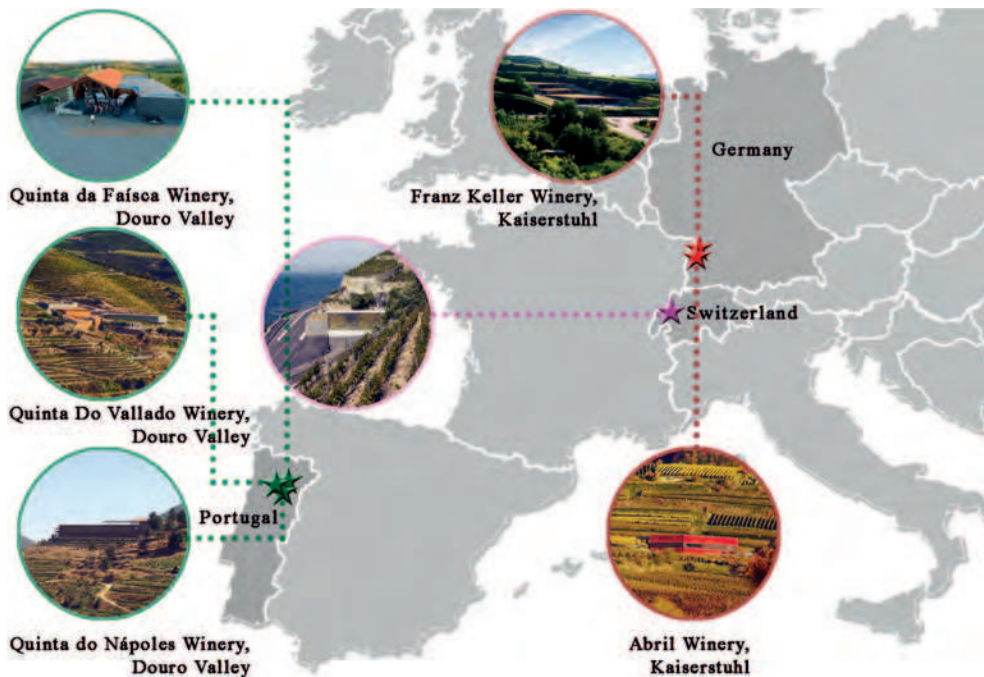 Quinta da Faísca Winery,
Douro Valley
Franz Keller Winery,
Kaiserstuhl
Germany
Quinta Do Vallado Winery,
Douro Valley
Switzerland
Portugal
Quinta do Nápoles Winery,
Douro Valley
Abril Winery,
Kaiserstuhl